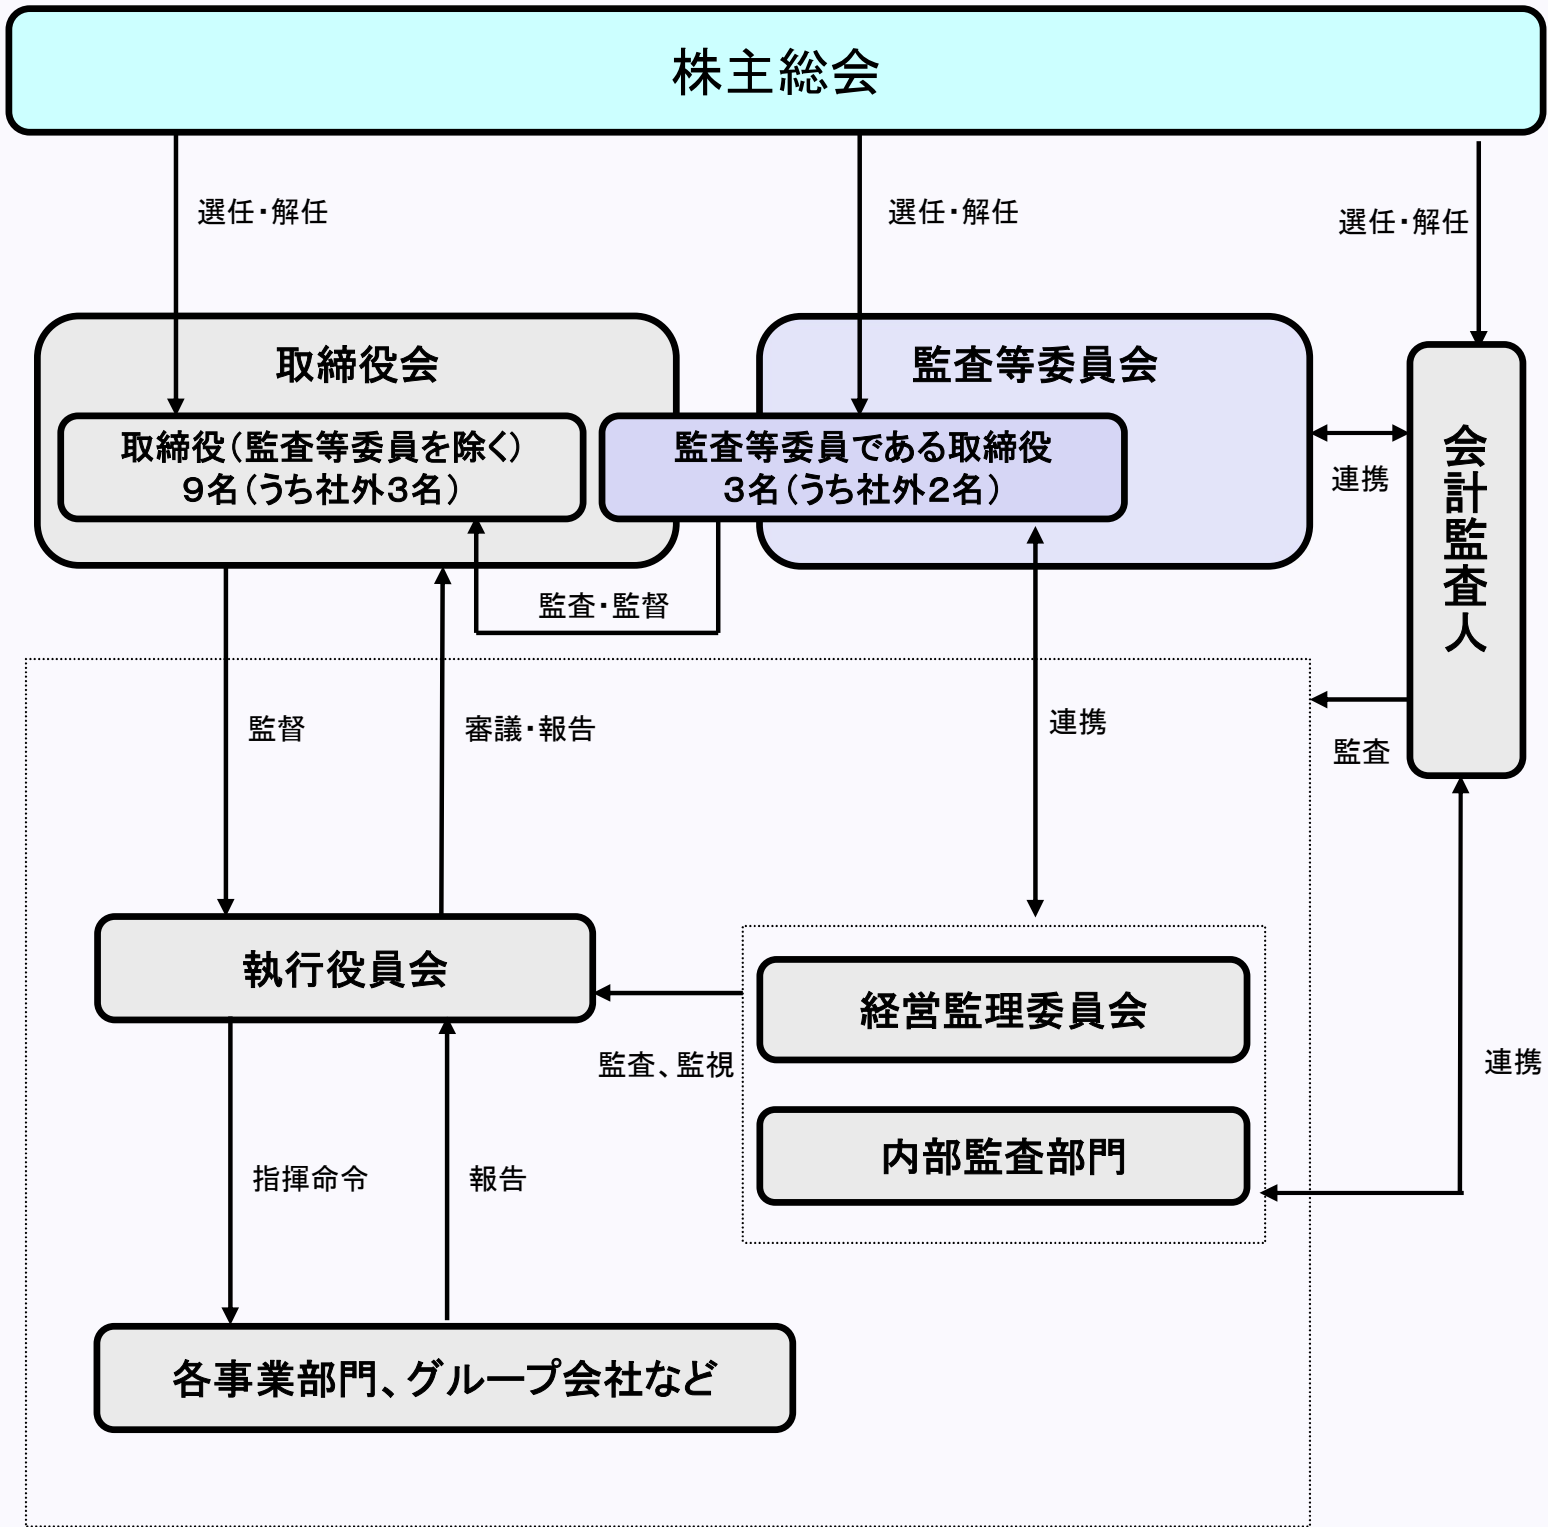 株主総会
選任・解任
選任・解任
選任・解任
取締役会
監査等委員会
取締役（監査等委員を除く）
９名（うち社外３名）
監査等委員である取締役
３名（うち社外２名）
会計監査人
連携
監査・監督
監督
審議・報告
連携
監査
執行役員会
経営監理委員会
監査、監視
連携
内部監査部門
指揮命令
報告
各事業部門、グループ会社など